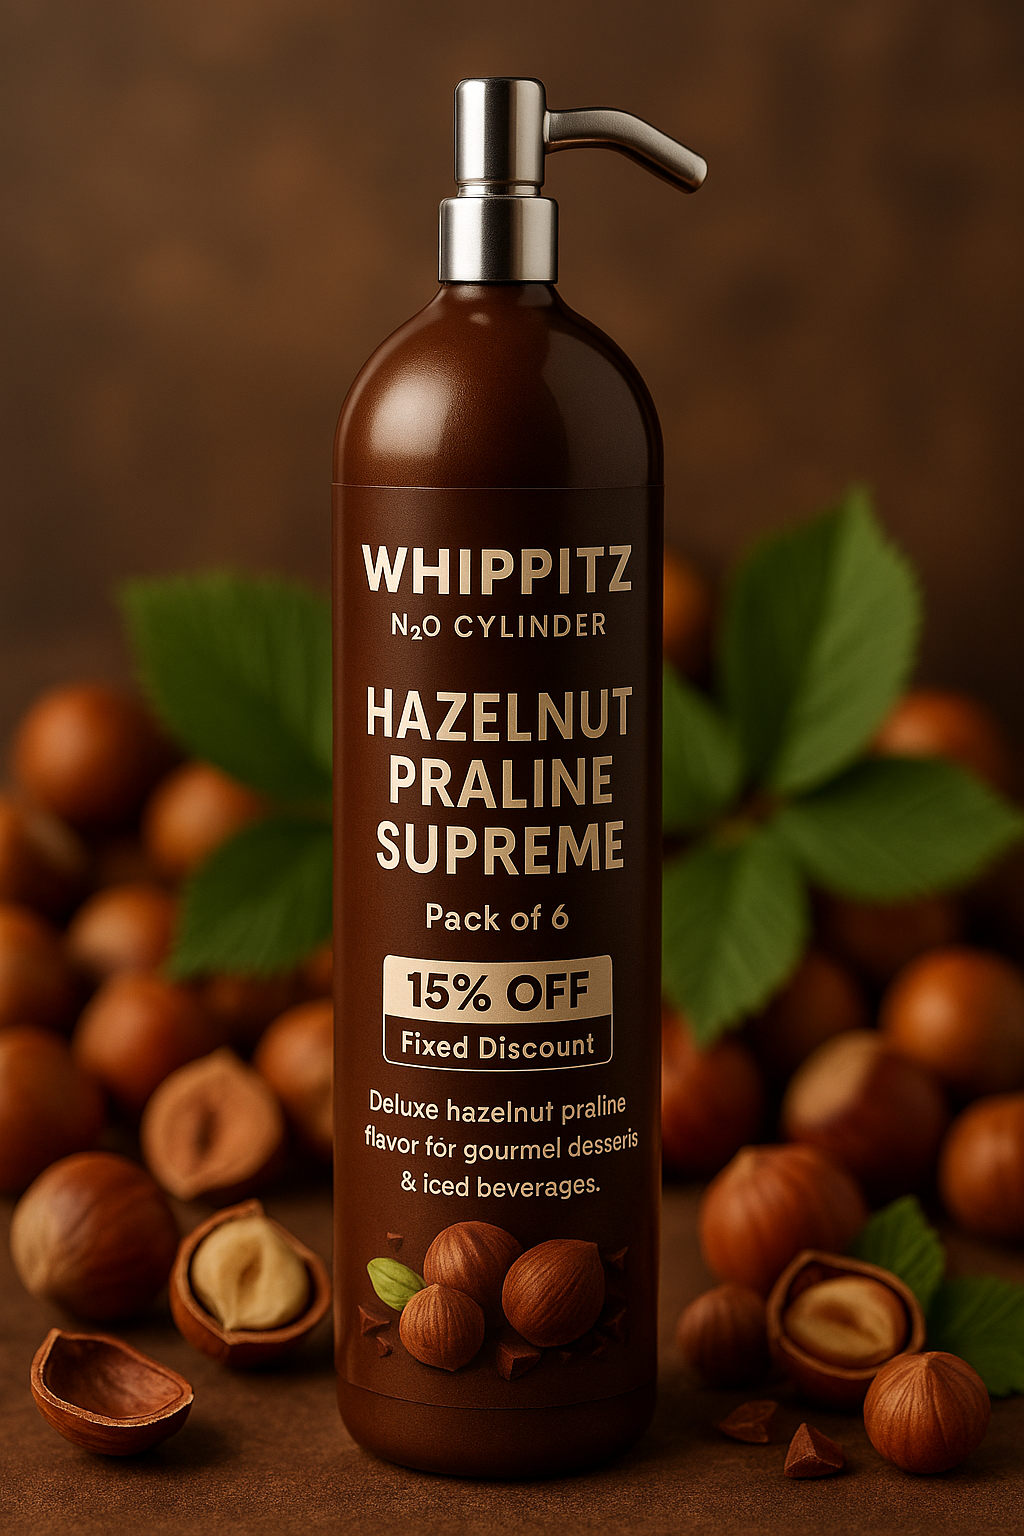 WHIPPITZ
N₂O CYLINDER
HAZELNUT
PRALINE
SUPREME
Pack of 6
15% OFF
Fixed Discount
Deluxe hazelnut praline
flavor fór gourmel desseris
& iced beverages.